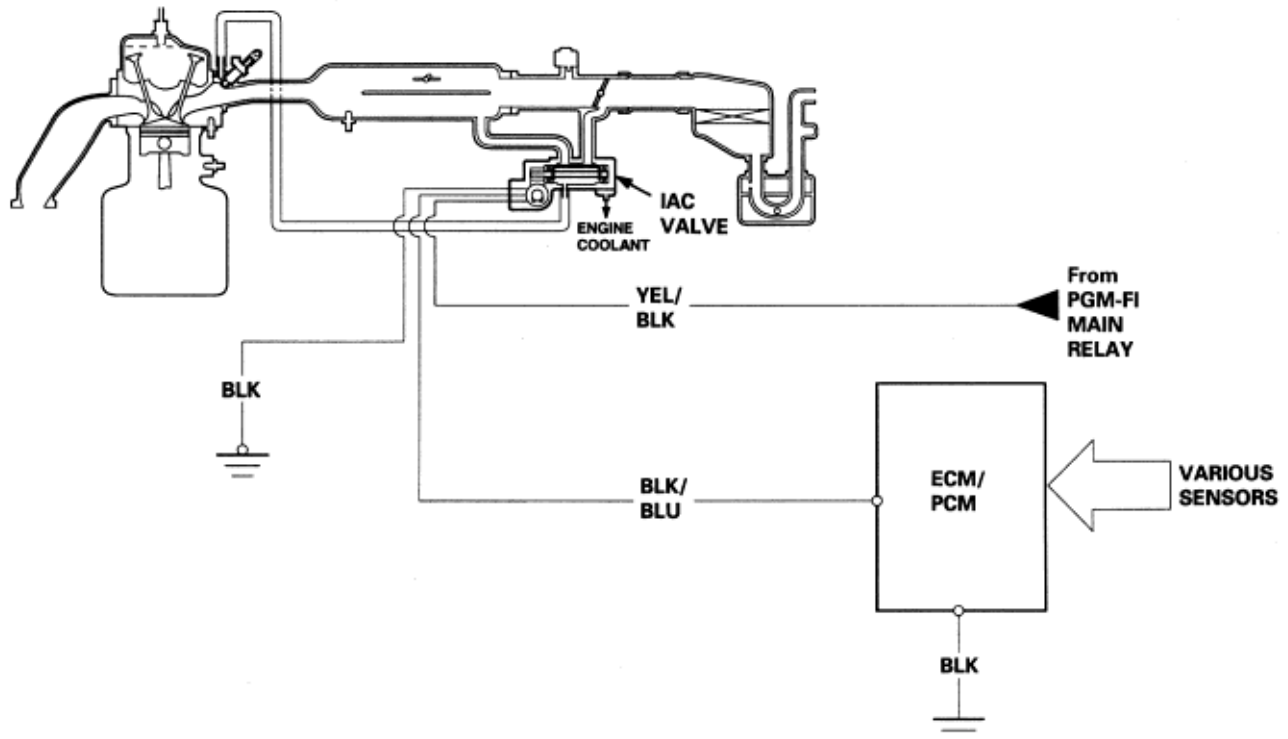 IAC
VALVE
ENGINE
COOLANT
YEL/
BLK
From
PGM-FI
MAIN
RELAY
BLK
BLK/
BLU
ECM/
PCM
VARIOUS
SENSORS
BLK